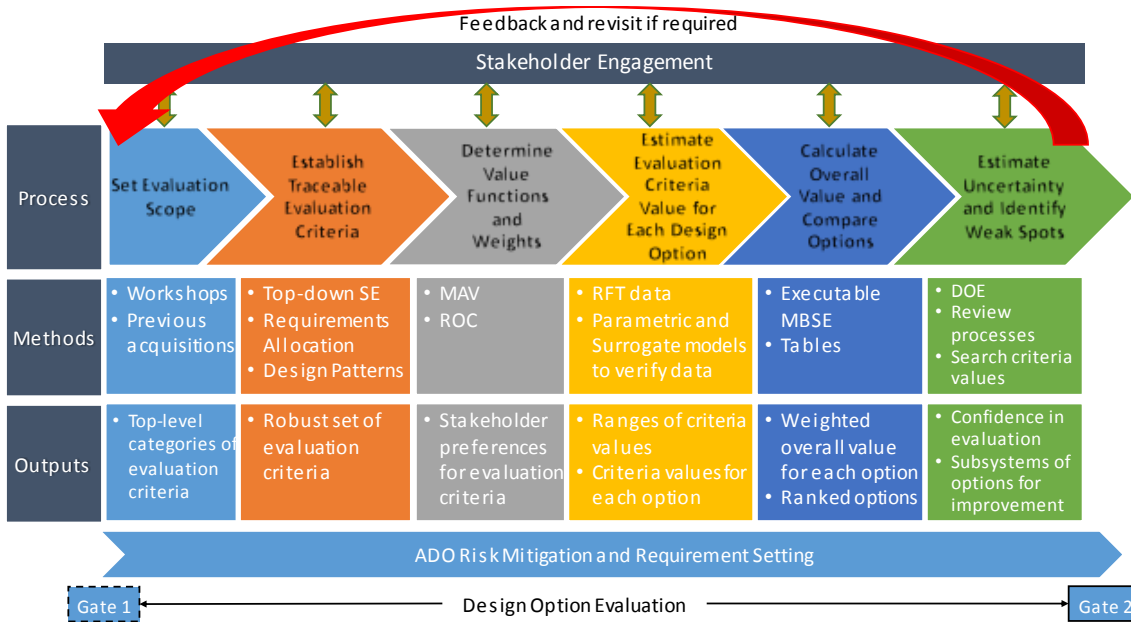 Feedback and revisit if required
Stakeholder Engagement
Process
Set Evaluation
Scope
Establish
Traceable
Evaluation
Criteria
Determine
Value
Functions
and
Weights
Estimate
Evaluation
Criteria
Value for
Each Design
Option
Calculate
Overall
Value and
Compare
Options
Estimate
Uncertainty
and Identify
Weak Spots
Methods
• Workshops
• Previous
acquisitions
• Top-down SE
• Requirements
Allocation
• Design Patterns
• MAV
• ROC
• RFT data
• Parametric and
Surrogate models
to verify data
• Executable
MBSE
• Tables
• DOE
• Review
processes
• Search criteria
values
Outputs
• Top-level
categories of
evaluation
criteria
• Robust set of
evaluation
criteria
• Stakeholder
preferences
for evaluation
criteria
• Ranges of criteria
values
• Criteria values for
each option
• Weighted
overall value
for each option
• Ranked options
• Confidence in
evaluation
• Subsystems of
options for
improvement
ADO Risk Mitigation and Requirement Setting
Gate 1
Design Option Evaluation
Gate 2